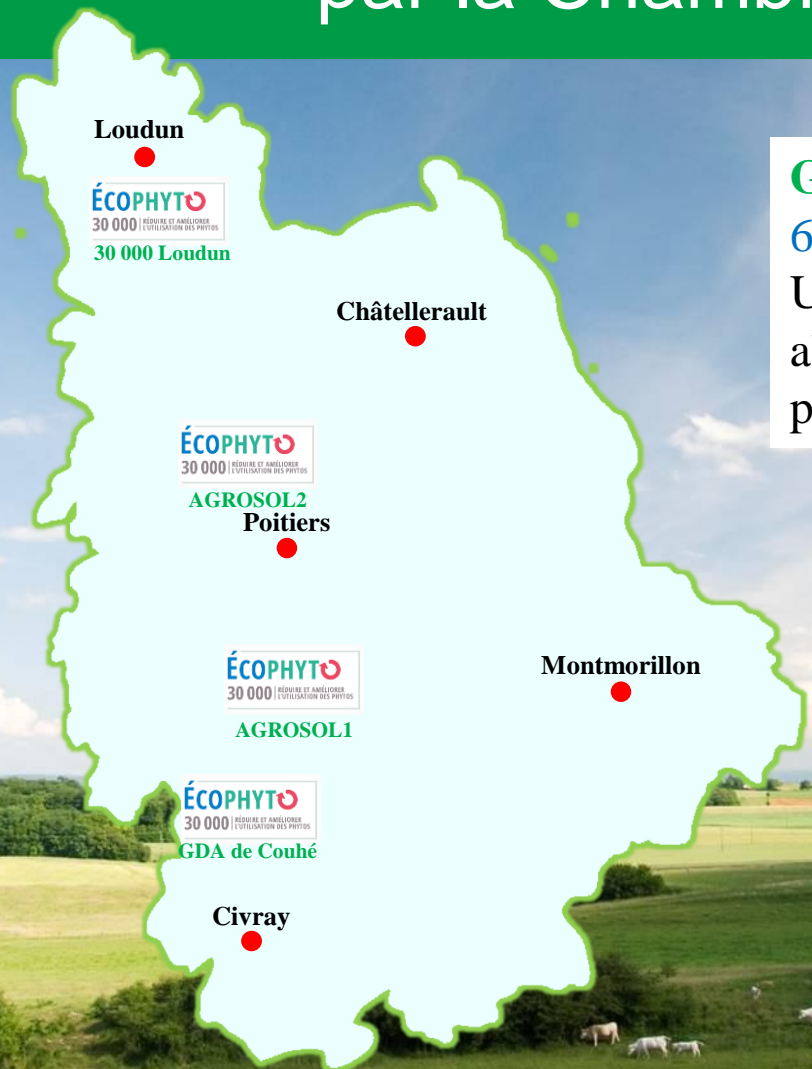 par la Chamb
Loudun
ÉCOPHYTO
30 000 RÉDUIRE ET AMÉLIORER
L'UTILISATION DES PHYTOS
30 000 Loudun
Châtellerault
G
6
U
a
p
ÉCOPHYTO
30 000 RÉDUIRE ET AMÉLIORER
L'UTILISATION DES PHYTOS
AGROSOL2
Poitiers
ÉCOPHYTO
30 000 RÉDUIRE ET AMÉLIORER
L'UTILISATION DES PHYTOS
AGROSOL1
Montmorillon
ÉCOPHYTO
30 000 RÉDUIRE ET AMÉLIORER
L'UTILISATION DES PHYTOS
GDA de Couhé
Civray